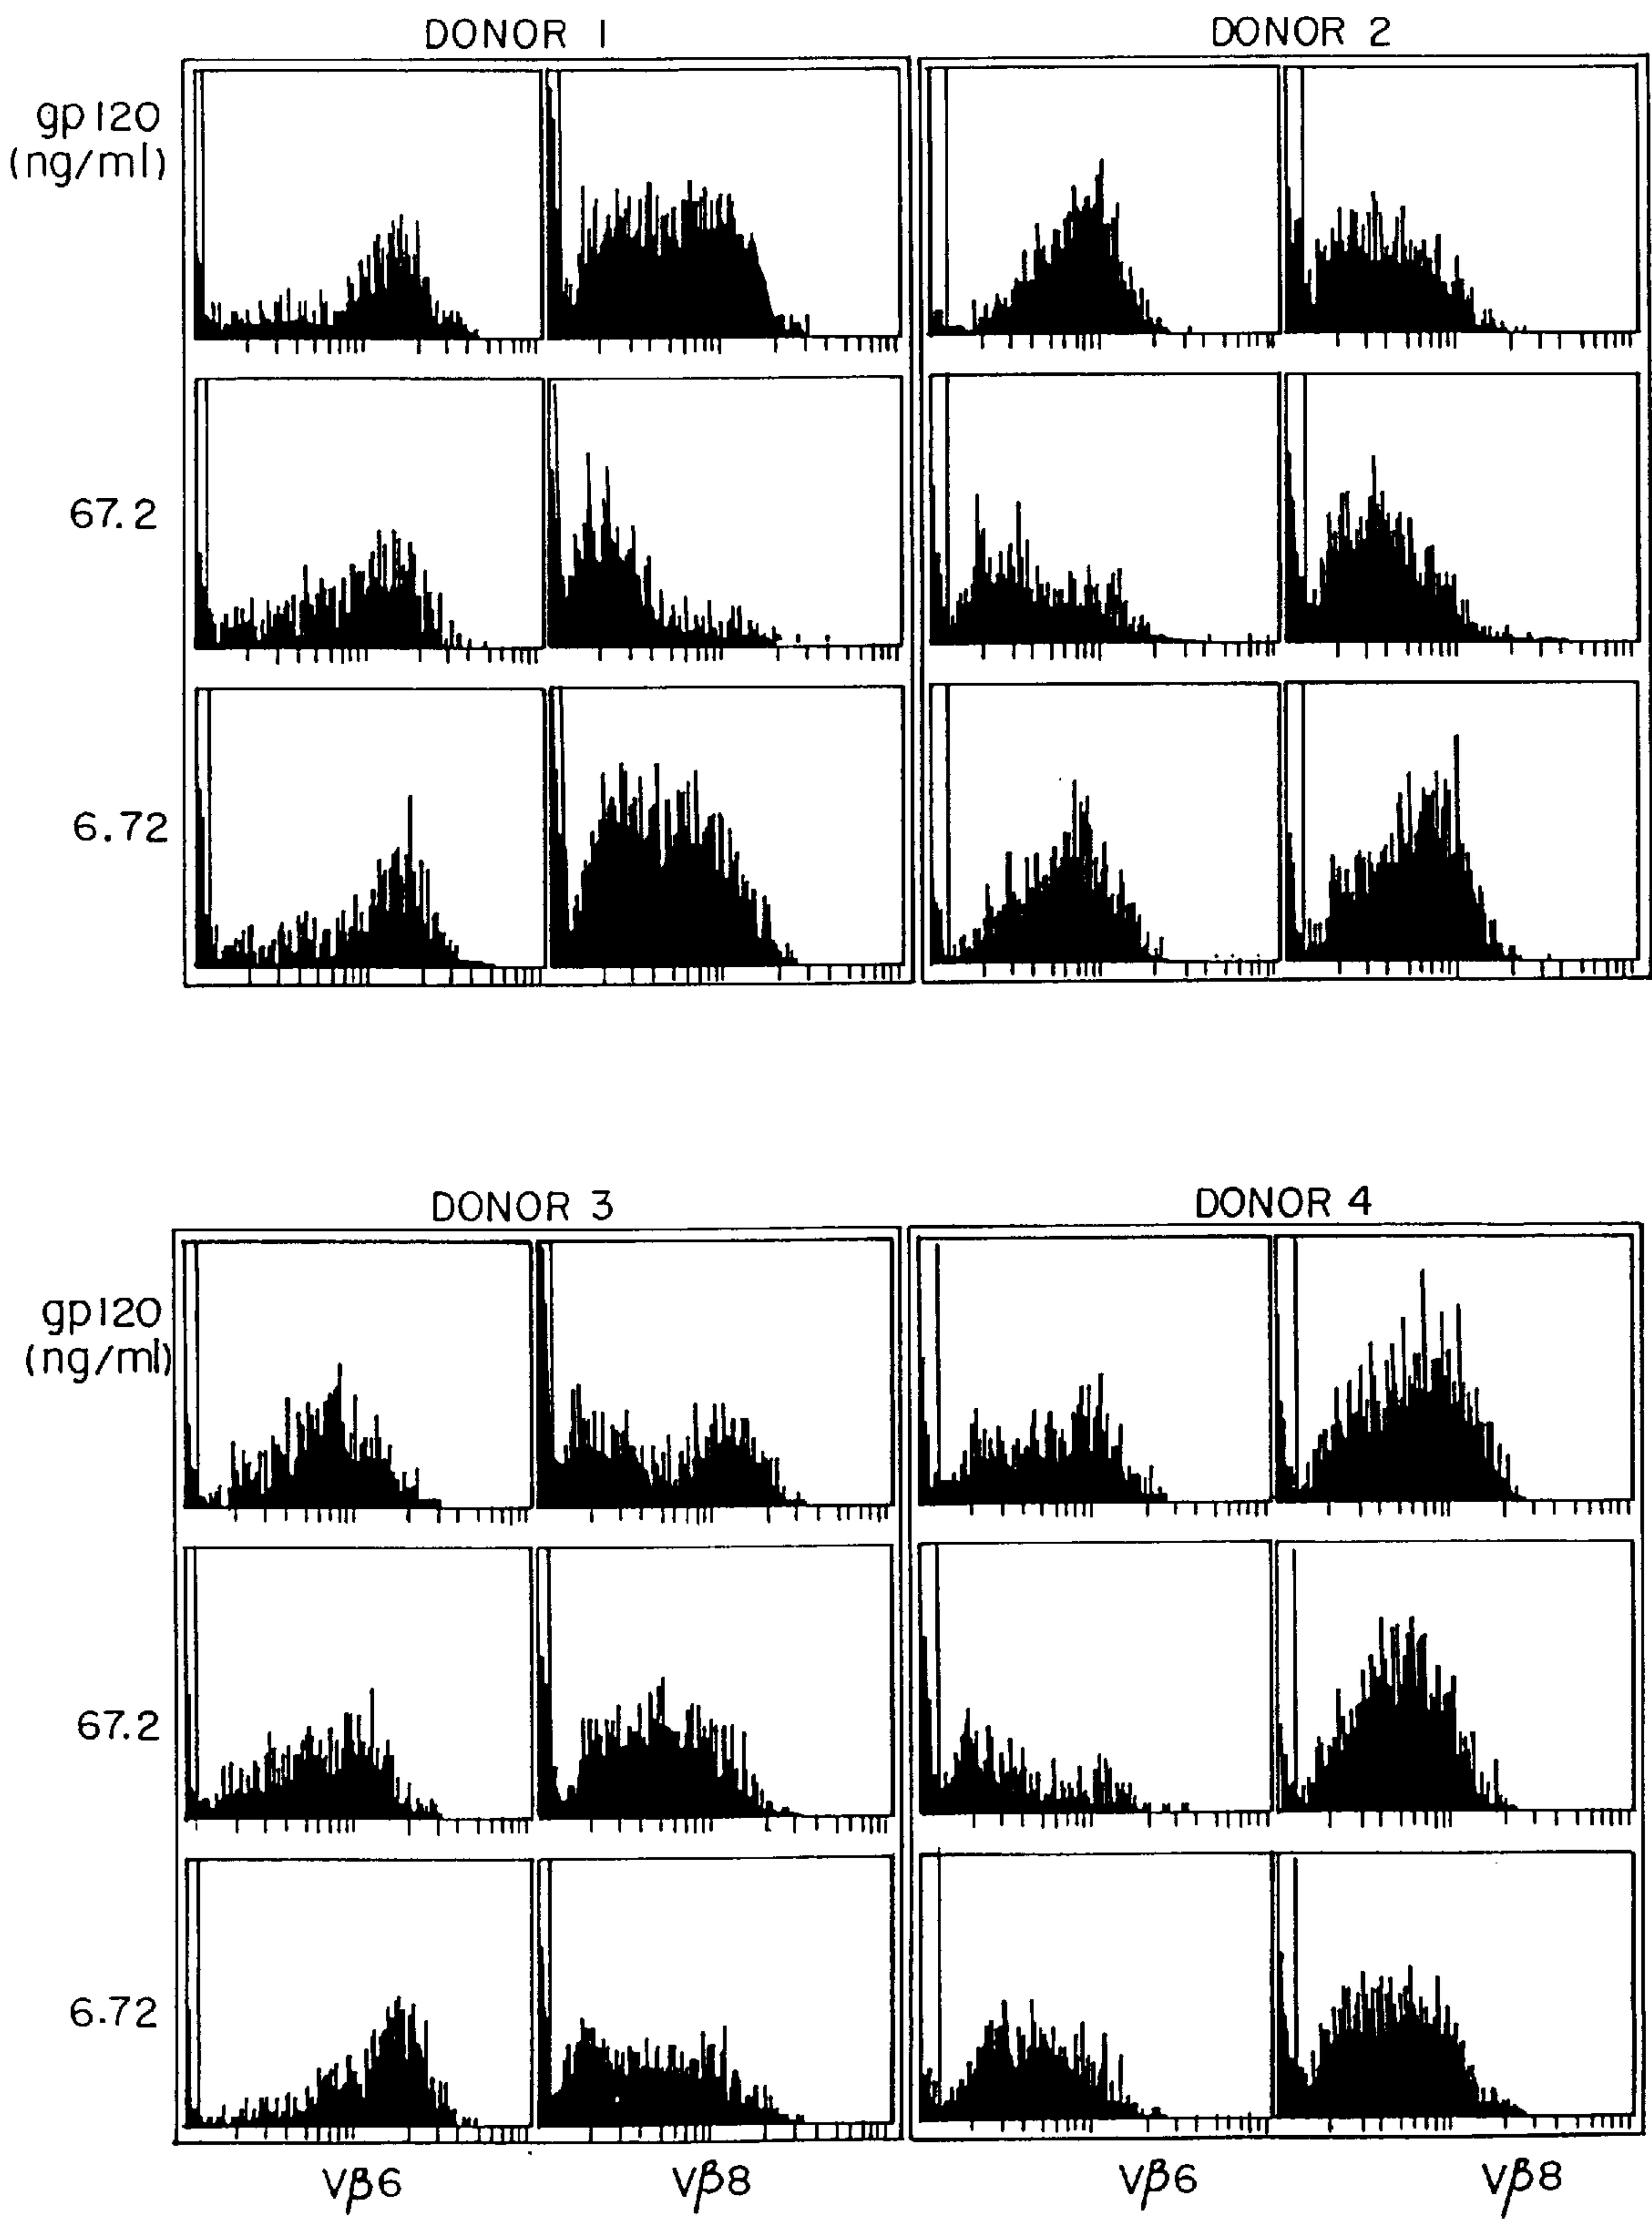 DONOR 1
DONOR 2
gp120
(ng/ml)
67.2
6.72
DONOR 3
DONOR 4
gp120
(ng/ml)
67.2
6.72
Vβ6
Vβ8
Vβ6
Vβ8